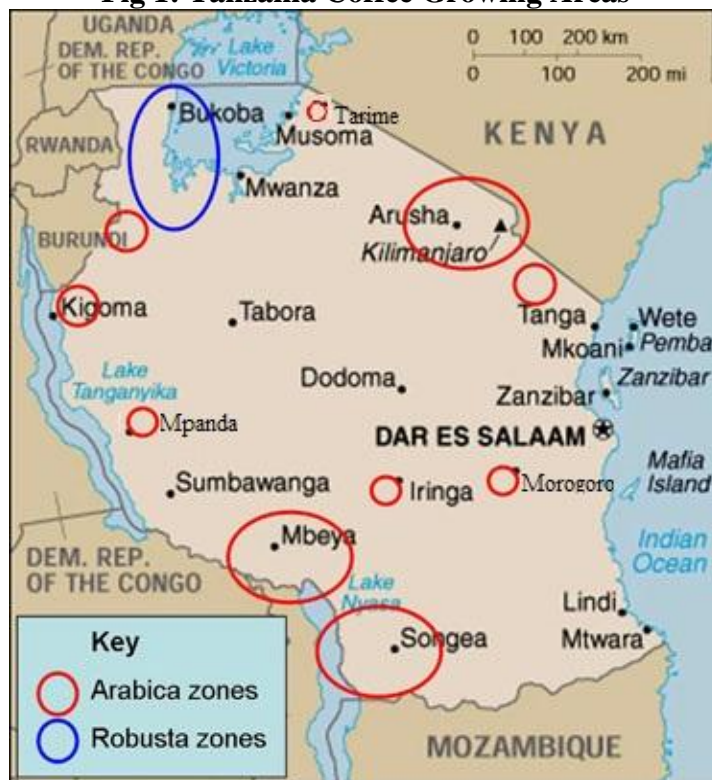 Fig 1: Tanzania Coffee Growing Areas
UGANDA
DEM. REP.
OF THE CONGO
Lake
Victoria
0 100 200 km
0 100 200 mi
Bukoba
Musoma
Tarime
KENYA
RWANDA
Mwanza
Arusha
Kilimanjaro
BURUNDI
Kigoma
Tabora
Tanga
Wete
Mkoani
Pemba
Lake
Tanganyika
Dodoma
Zanzibar
Zanzibar
Mpanda
DAR ES SALAAM
Sumbawanga
Iringa
Morogoro
Mafia
Island
Mbeya
Indian
Ocean
DEM. REP.
OF THE CONGO
Lake
Nyasa
Lindi
Songea
Mtwara
Key
Arabica zones
Robusta zones
MOZAMBIQUE